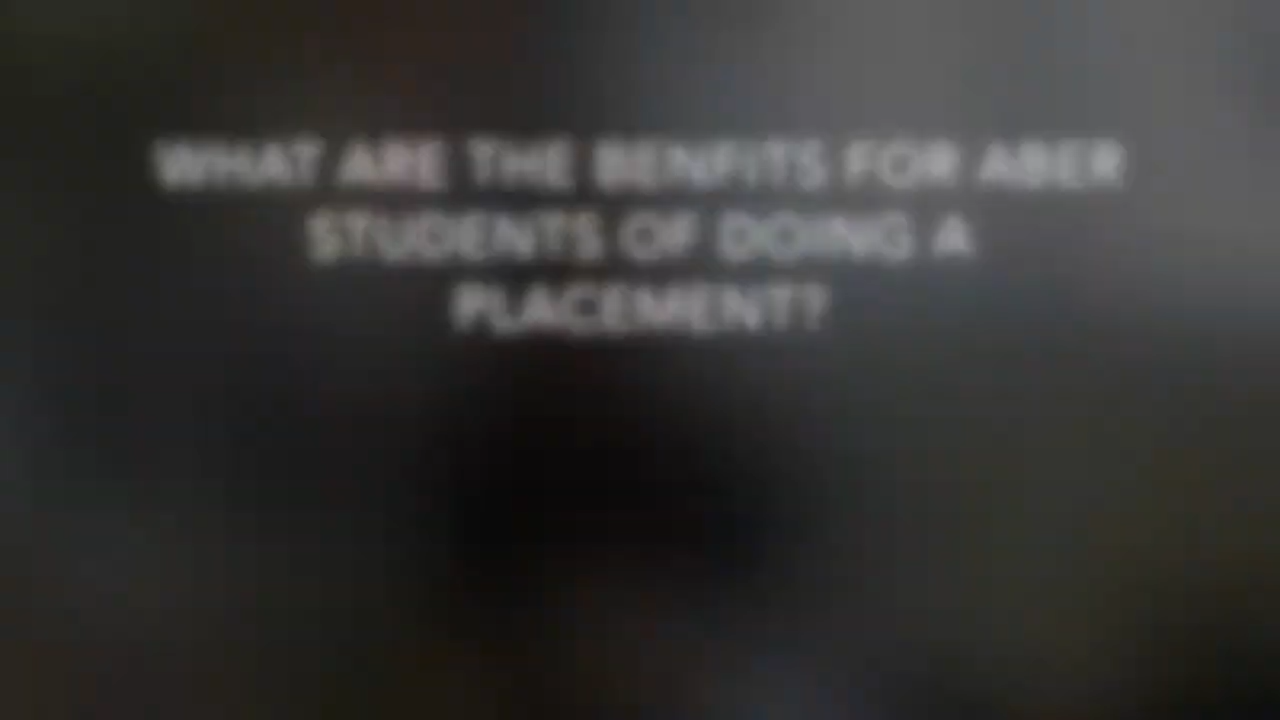 WHAT ARE THE BENFITS FOR ABER
STUDENTS OF DOING A
PLACEMENT?